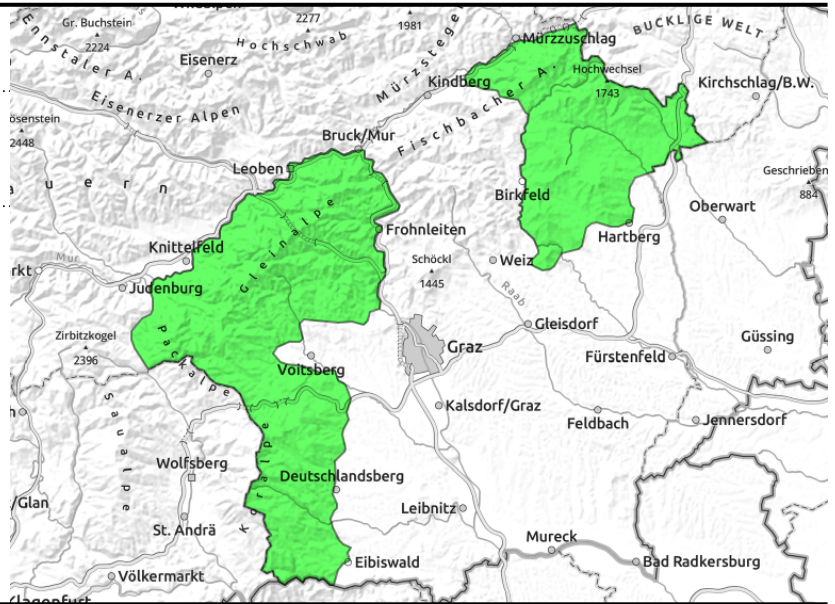 Gr. Buchstein
2224
Ennstaler A.
Eisenerz
Hochschwab
2277
1981
Mürzzuschlag
BUCKLIGE WELT
Hochwechsel
1743
Kirchschlag/B.W.
Kindberg
Eisenerzer Alpen
Fischbacher A.
2448
Bruck/Mur
Leoben
Geschrieben
884
Birkfeld
Oberwart
Hartberg
Knittelfeld
Gleinalpe
Frohnleiten
Schöckl
1445
Weiz
Mur
Judenburg
Raab
Zirbitzkogel
2396
Packalpe
Graz
Gleisdorf
Fürstenfeld
Güssing
Voitsberg
Kalsdorf/Graz
Feldbach
Jennersdorf
Saualpe
Wolfsberg
Koralpe
Deutschlandsberg
/Glan
Leibnitz
St. Andrä
Mureck
Eibiswald
Bad Radkersburg
Völkermarkt